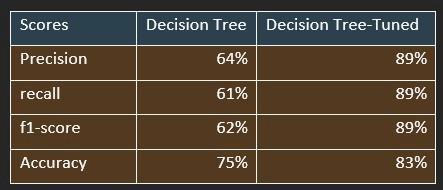 Scores Decision Tree Decision Tree-Tuned
Precision 64% 89%
recall 61% 89%
f1-score 62% 89%
Accuracy 75% 83%